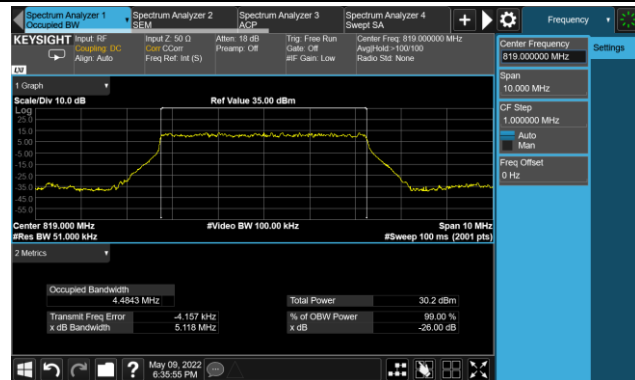 Spectrum Analyzer 1
Occupied BW
Spectrum Analyzer 2
SEM
Spectrum Analyzer 3
ACP
Spectrum Analyzer 4
Swept SA
Frequency
KEYSIGHT
Input: RF
Coupling: DC
Align: Auto
Input Z: 50 Ω
Corr CCorr
Freq Ref: Int (S)
Atten: 18 dB
Preamp: Off
Trig: Free Run
Gate: Off
#IF Gain: Low
Center Freq: 819.000000 MHz
Avg|Hold:>100/100
Radio Std: None
LXI
Center Frequency
819.000000 MHz
Settings
Span
10.000 MHz
CF Step
1.000000 MHz
Auto
Man
Freq Offset
0 Hz
1 Graph
Scale/Div 10.0 dB
Ref Value 35.00 dBm
Log
25.0
15.0
5.00
-5.00
-15.0
-25.0
-35.0
-45.0
-55.0
Center 819.000 MHz
#Video BW 100.00 kHz
Span 10 MHz
#Res BW 51.000 kHz
#Sweep 100 ms (2001 pts)
2 Metrics
Occupied Bandwidth
4.4843 MHz
Total Power
30.2 dBm
Transmit Freq Error
-4.157 kHz
% of OBW Power
99.00 %
x dB Bandwidth
5.118 MHz
x dB
-26.00 dB
?
May 09, 2022
6:35:55 PM